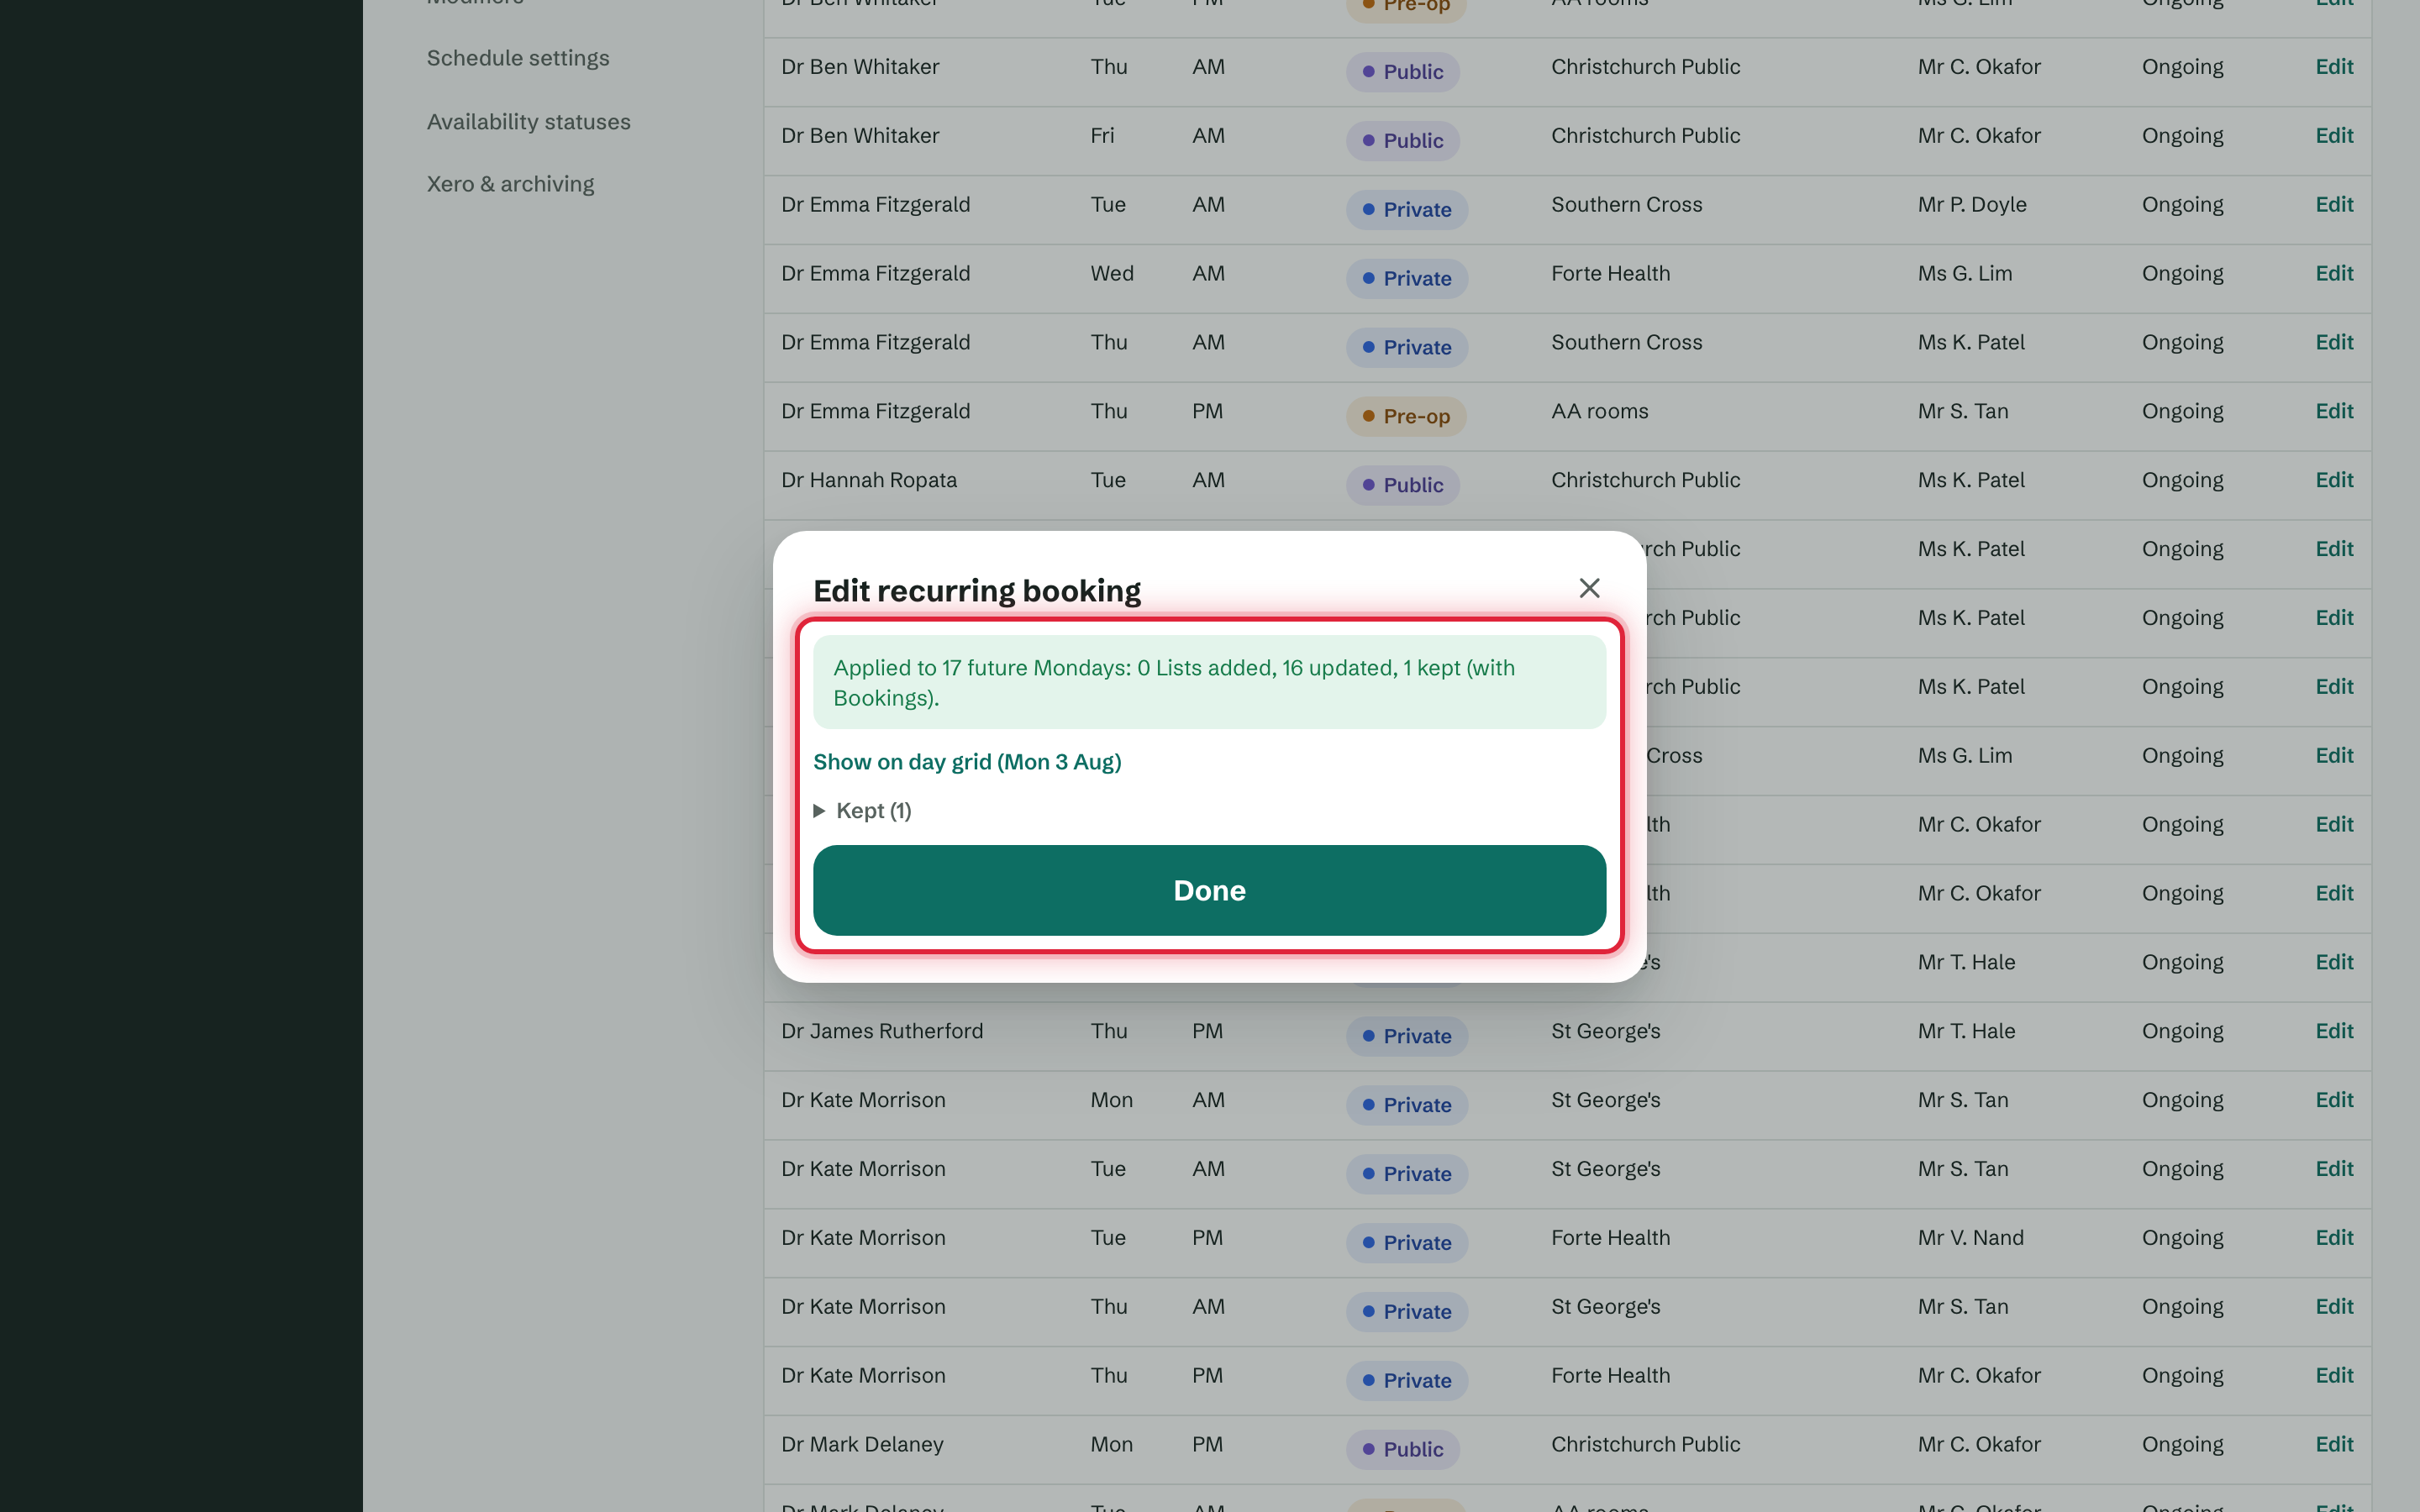 Schedule settings
Availability statuses
Xero & archiving
Dr Ben Whitaker Thu AM Public Christchurch Public Mr C. Okafor Ongoing Edit
Dr Ben Whitaker Fri AM Public Christchurch Public Mr C. Okafor Ongoing Edit
Dr Emma Fitzgerald Tue AM Private Southern Cross Mr P. Doyle Ongoing Edit
Dr Emma Fitzgerald Wed AM Private Forte Health Ms G. Lim Ongoing Edit
Dr Emma Fitzgerald Thu AM Private Southern Cross Ms K. Patel Ongoing Edit
Dr Emma Fitzgerald Thu PM Pre-op AA rooms Mr S. Tan Ongoing Edit
Dr Hannah Ropata Tue AM Public Christchurch Public Ms K. Patel Ongoing Edit
Public Ms K. Patel Ongoing Edit
Public Ms K. Patel Ongoing Edit
Public Ms K. Patel Ongoing Edit
Cross Ms G. Lim Ongoing Edit
Mr C. Okafor Ongoing Edit
Mr C. Okafor Ongoing Edit
Mr T. Hale Ongoing Edit
Edit recurring booking
Applied to 17 future Mondays: 0 Lists added, 16 updated, 1 kept (with
Bookings).
Show on day grid (Mon 3 Aug)
Kept (1)
Done
Dr James Rutherford Thu PM Private St George's Mr T. Hale Ongoing Edit
Dr Kate Morrison Mon AM Private St George's Mr S. Tan Ongoing Edit
Dr Kate Morrison Tue AM Private St George's Mr S. Tan Ongoing Edit
Dr Kate Morrison Tue PM Private Forte Health Mr V. Nand Ongoing Edit
Dr Kate Morrison Thu AM Private St George's Mr S. Tan Ongoing Edit
Dr Kate Morrison Thu PM Private Forte Health Mr C. Okafor Ongoing Edit
Dr Mark Delaney Mon PM Public Christchurch Public Mr C. Okafor Ongoing Edit